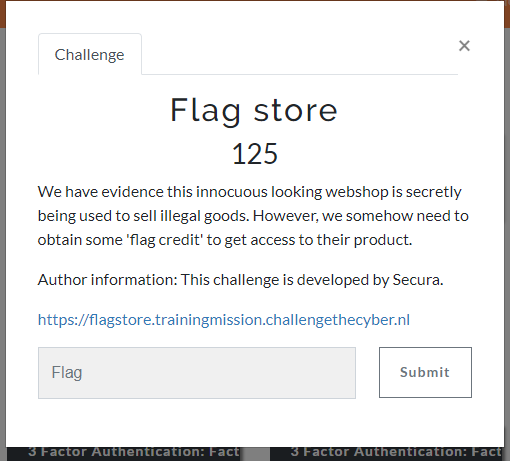 Challenge
×
Flag store
125
We have evidence this innocuous looking webshop is secretly
being used to sell illegal goods. However, we somehow need to
obtain some 'flag credit' to get access to their product.
Author information: This challenge is developed by Secura.
https://flagstore.trainingmission.challengethecyber.nl
Flag
Submit
3 Factor Authentication: Fact
3 Factor Authentication: Fact